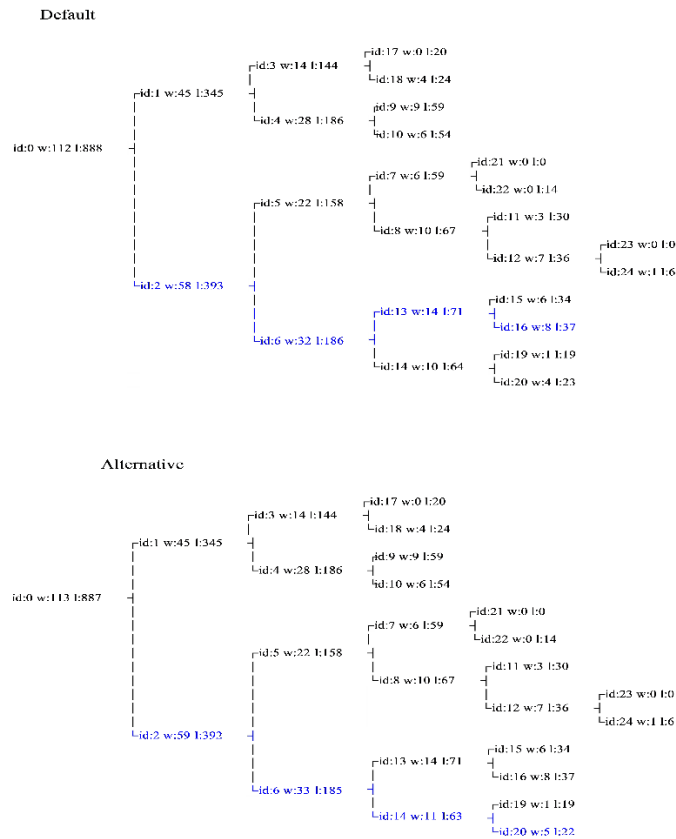 Default
id:17 w:0 l:20
id:3 w:14 l:144
id:18 w:4 l:24
id:1 w:45 l:345
id:9 w:9 l:59
id:4 w:28 l:186
id:10 w:6 l:54
id:0 w:112 l:888
id:21 w:0 l:0
id:7 w:6 l:59
id:22 w:0 l:14
id:5 w:22 l:158
id:11 w:3 l:30
id:8 w:10 l:67
id:23 w:0 l:0
id:12 w:7 l:36
id:24 w:1 l:6
id:2 w:58 l:393
id:15 w:6 l:34
id:13 w:14 l:71
id:16 w:8 l:37
id:6 w:32 l:186
id:19 w:1 l:19
id:14 w:10 l:64
id:20 w:4 l:23
Alternative
id:17 w:0 l:20
id:3 w:14 l:144
id:18 w:4 l:24
id:1 w:45 l:345
id:9 w:9 l:59
id:4 w:28 l:186
id:10 w:6 l:54
id:0 w:113 l:887
id:21 w:0 l:0
id:7 w:6 l:59
id:22 w:0 l:14
id:5 w:22 l:158
id:11 w:3 l:30
id:8 w:10 l:67
id:23 w:0 l:0
id:12 w:7 l:36
id:24 w:1 l:6
id:2 w:59 l:392
id:15 w:6 l:34
id:13 w:14 l:71
id:16 w:8 l:37
id:6 w:33 l:185
id:19 w:1 l:19
id:14 w:11 l:63
id:20 w:5 l:22